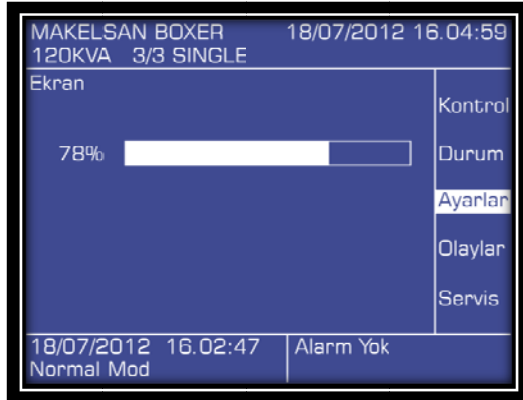 MAKELSAN BOXER 18/07/2012 16.04:59
120KVA 3/3 SINGLE
Ekran
Kontrol
78%
Durum
Ayarlar
Olaylar
Servis
18/07/2012 16.02:47 Alarm Yok
Normal Mod